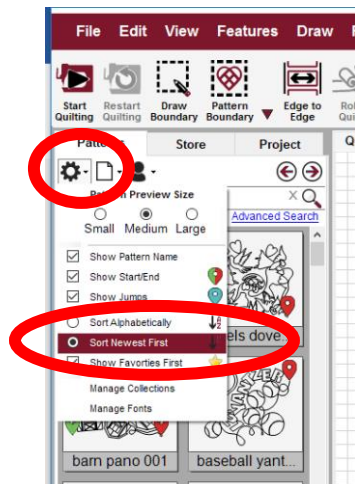 File Edit View Features Draw
Start Quilting Restart Quilting Draw Boundary Pattern Boundary Edge to Edge
Store Project
Pattern Preview Size
Small Medium Large
Advanced Search
Show Pattern Name
Show Start/End
Show Jumps
Sort Alphabetically
Sort Newest First
els dove...
Show Favorties First
Manage Collections
Manage Fonts
barn pano 001 baseball yant...